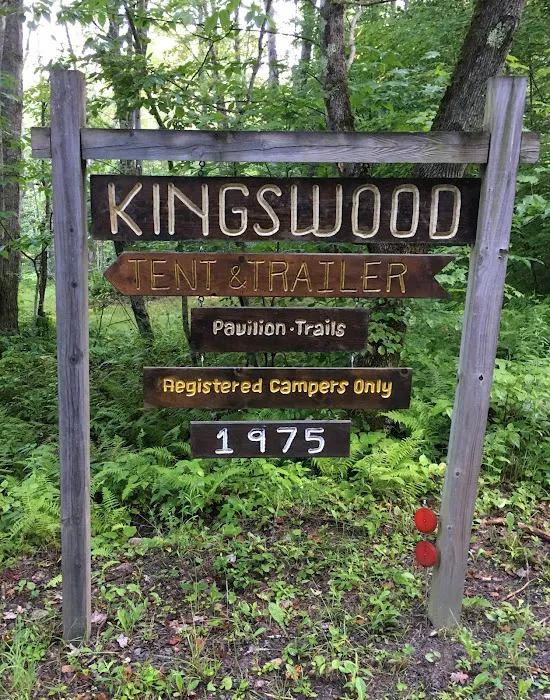 KINGSWOOD
TENT & TRAILER
Pavilion · Trails
Registered Campers Only
1975